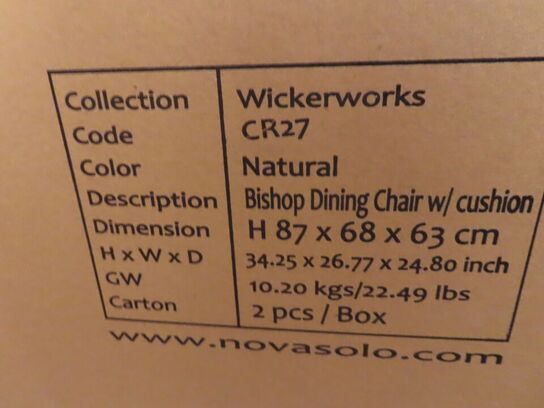 Collection Wickerworks
Code CR27
Color Natural
Description Bishop Dining Chair w/ cushion
Dimension H 87 x 68 x 63 cm
H x W x D 34.25 x 26.77 x 24.80 inch
GW 10.20 kgs/22.49 lbs
Carton 2 pcs / Box
www.novasolo.com